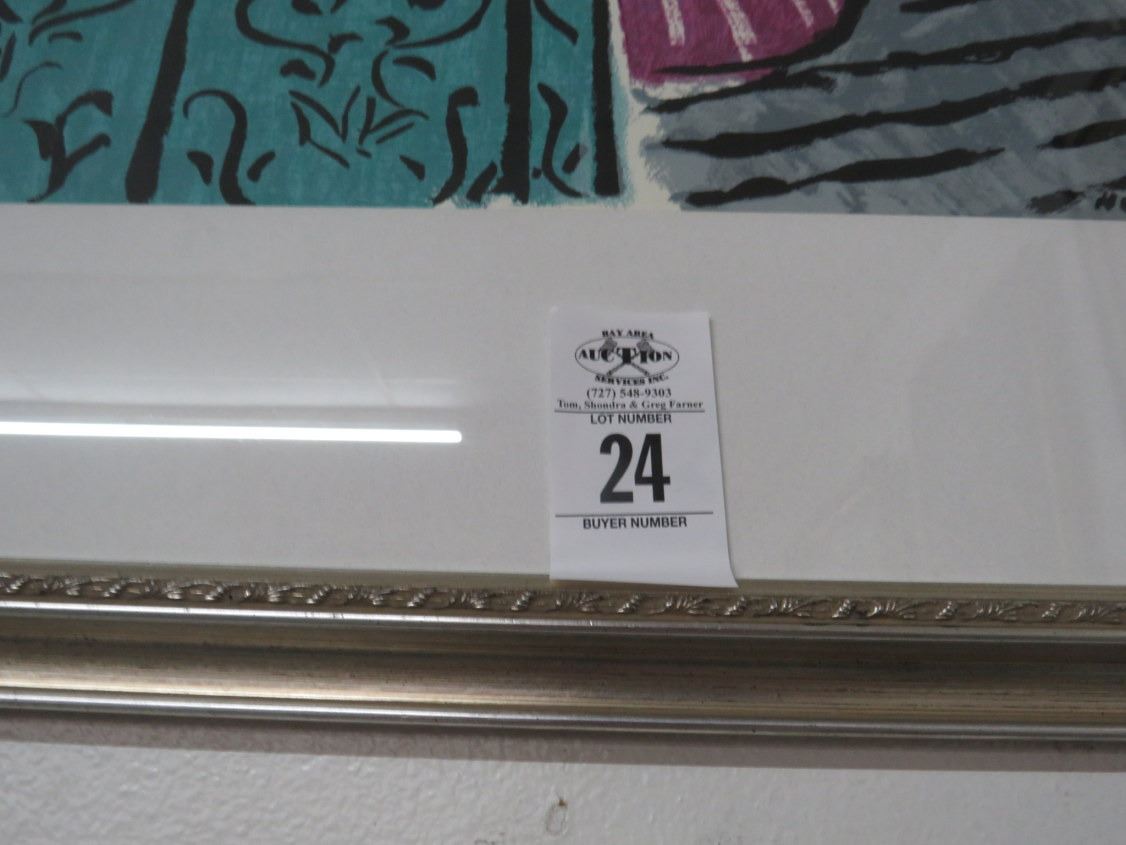 BAY AREA
AUCTION
SERVICES INC.
(727) 548-9303
Tom, Shondra & Greg Farner
LOT NUMBER
24
BUYER NUMBER